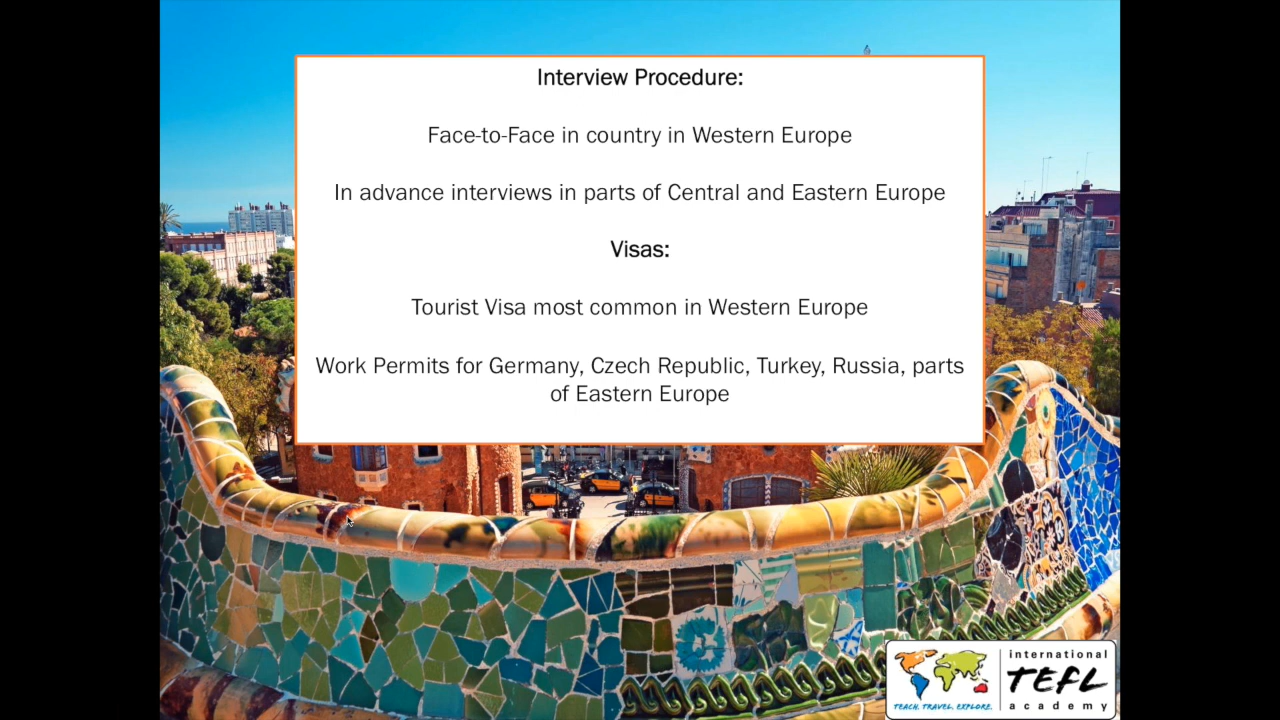 Interview Procedure:
Face-to-Face in country in Western Europe
In advance interviews in parts of Central and Eastern Europe
Visas:
Tourist Visa most common in Western Europe
Work Permits for Germany, Czech Republic, Turkey, Russia, parts
of Eastern Europe
international
TEFL
academy
TEACH. TRAVEL. EXPLORE.